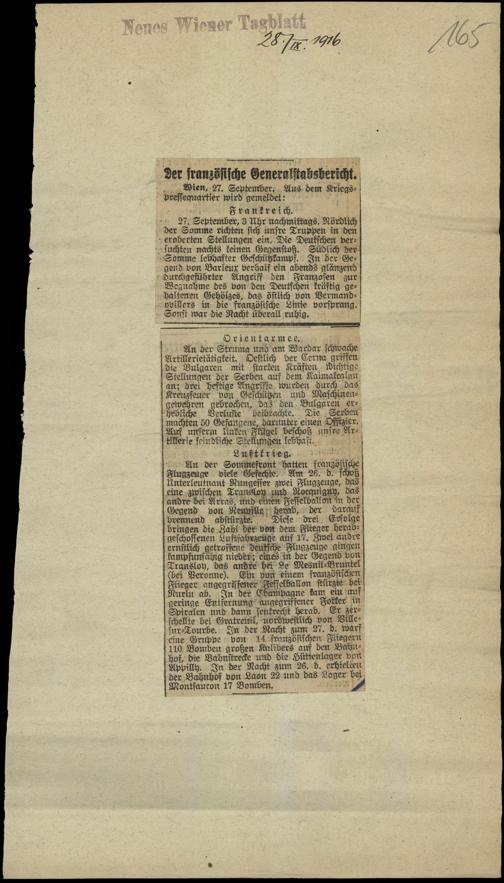 Neues Wiener Tagblatt
28./IX. 1916
165
Der französische Generalstabsbericht.
Wien, 27. September. Aus dem Kriegs-
pressequartier wird gemeldet:
Frankreich.
27. September, 3 Uhr nachmittags. Nördlich
der Somme richten sich unsre Truppen in den
eroberten Stellungen ein. Die Deutschen ver-
suchten nachts keinen Gegenstoß. Südlich der
Somme lebhafter Geschützkampf. In der Ge-
gend von Barleux verhalf ein abends glänzend
durchgeführter Angriff den Franzosen zur
Wegnahme des von den Deutschen kräftig ge-
haltenen Gehölzes, das östlich von Vermand-
ovillers in die französische Linie vorsprang.
Sonst war die Nacht überall ruhig.
Orientarmee.
An der Struma und am Wardar schwache
Artillerietätigkeit. Oestlich der Cerna griffen
die Bulgaren mit starken Kräften wichtige
Stellungen der Serben auf dem Kaimakcalan
an; drei heftige Angriffe wurden durch das
Kreuzfeuer von Geschützen und Maschinen-
gewehren gebrochen, das den Bulgaren er-
hebliche Verluste beibrachte. Die Serben
machten 50 Gefangene, darunter einen Offizier.
Auf unserm linken Flügel beschoß unsre Ar-
tillerie feindliche Stellungen lebhaft.
Luftkrieg.
An der Sommefront hatten französische
Flugzeuge viele Gefechte. Am 26. d. schoß
Unterleutnant Nungesser zwei Flugzeuge, das
eine zwischen Transloy und Rocquigny, das
andre bei Arras, und einen Fesselballon in der
Gegend von Neuville herab, der darauf
brennend abstürzte. Diese drei Erfolge
bringen die Zahl der von dem Flieger herab-
geschossenen Luftfahrzeuge auf 17. Zwei andre
ernstlich getroffene deutsche Flugzeuge gingen
kampfunfähig nieder; eines in der Gegend von
Transloy, das andre bei Le Mesnil-Bruntel
(bei Peronne). Ein von einem französischen
Flieger angegriffener Fesselballon stürzte bei
Nurlu ab. In der Champagne kam ein auf
geringe Entfernung angegriffener Fokker in
Spiralen und dann senkrecht herab. Er zer-
schellte bei Gratreuil, nordwestlich von Ville-
sur-Tourbe. In der Nacht zum 27. d. warf
eine Gruppe von 14 französischen Fliegern
110 Bomben großen Kalibers auf den Bahn-
hof, die Bahnstrecke und die Hüttenlager von
Appilly. In der Nacht zum 26. d. erhielten
der Bahnhof von Laon 22 und das Lager bei
Montfaucon 17 Bomben.